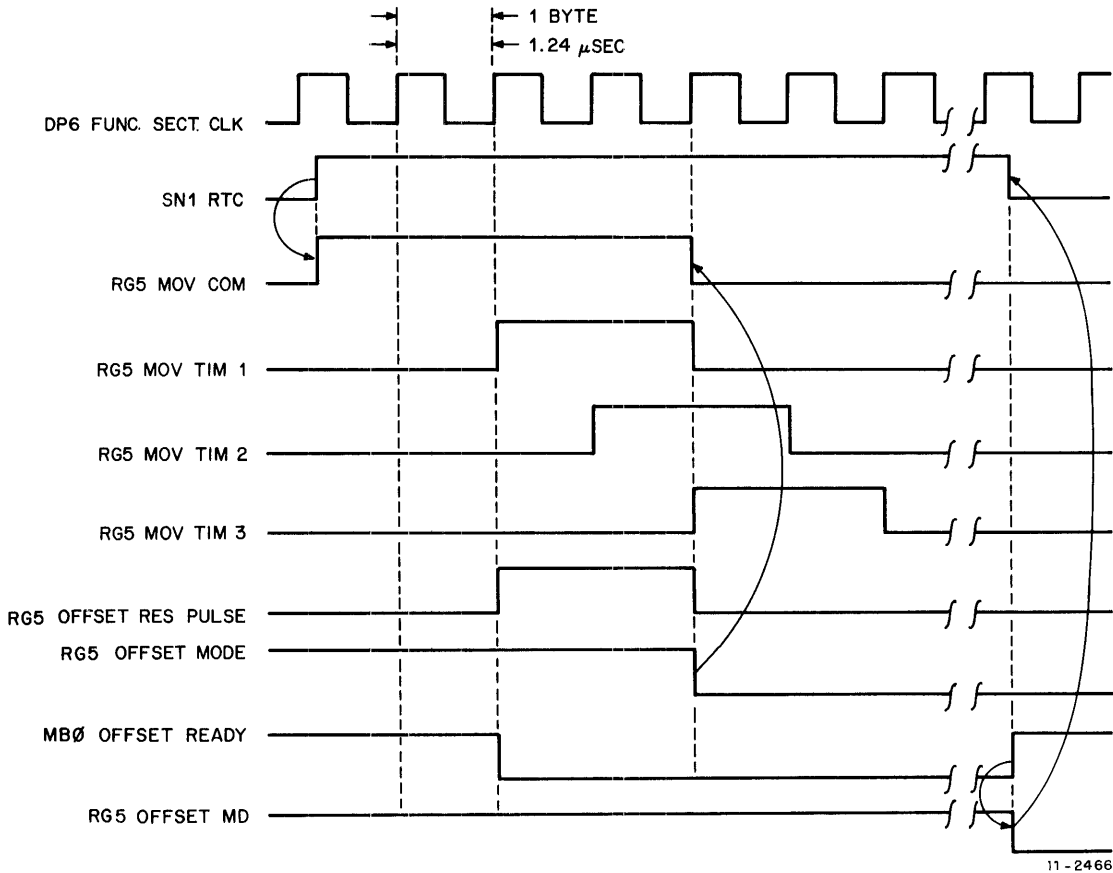 1 BYTE
1.24 μSEC
DP6 FUNC. SECT. CLK
SN1 RTC
RG5 MOV COM
RG5 MOV TIM 1
RG5 MOV TIM 2
RG5 MOV TIM 3
RG5 OFFSET RES PULSE
RG5 OFFSET MODE
MBØ OFFSET READY
RG5 OFFSET MD
11-2466